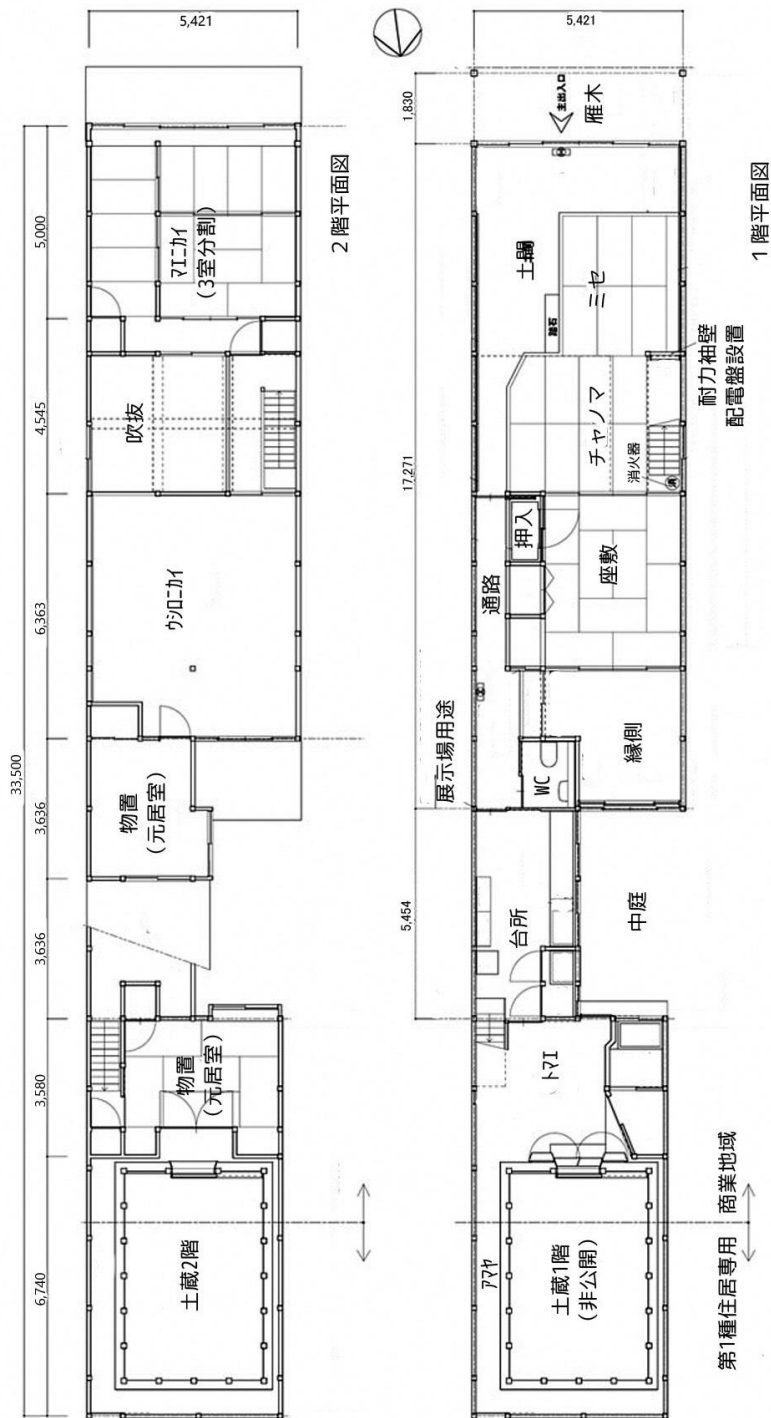 5,421
33,500
5,000
4,545
6,363
3,636
3,636
3,580
6,740
2階平面図
マエニカイ
(3室分割)
吹抜
ウシロニカイ
物置
(元居室)
物置
(元居室)
土蔵2階
5,421
1,830
17,271
5,454
1階平面図
主出入口
雁木
土間
踏石
ミセ
耐力袖壁
配電盤設置
チャノマ
消火器
消
押入
座敷
通路
展示場用途
縁側
WC
台所
中庭
トマエ
アマヤ
土蔵1階
(非公開)
商業地域
第1種住居専用